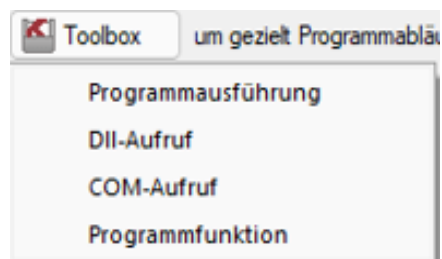 Toolbox um gezielt Programmabläu
Programmausführung
Dll-Aufruf
COM-Aufruf
Programmfunktion